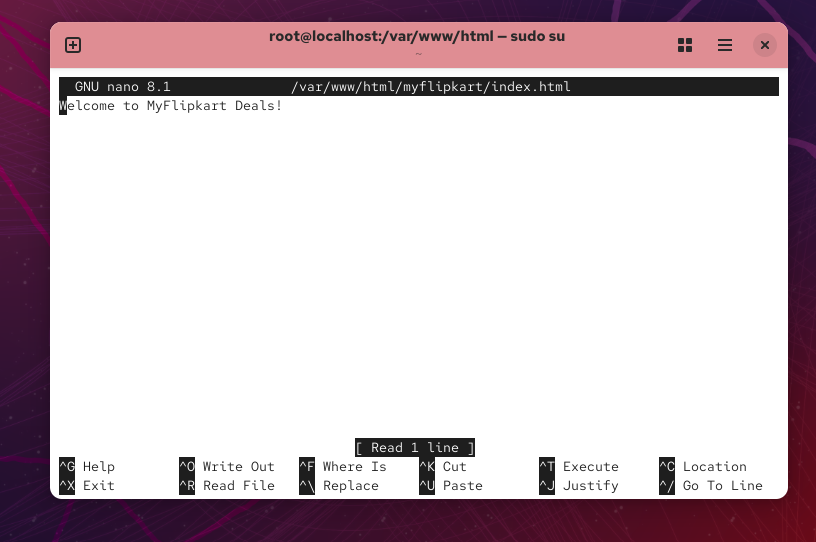 root@localhost:/var/www/html — sudo su
~
GNU nano 8.1 /var/www/html/myflipkart/index.html
Welcome to MyFlipkart Deals!
[ Read 1 line ]
^G Help ^O Write Out ^F Where Is ^K Cut ^T Execute ^C Location
^X Exit ^R Read File ^\ Replace ^U Paste ^J Justify ^/ Go To Line